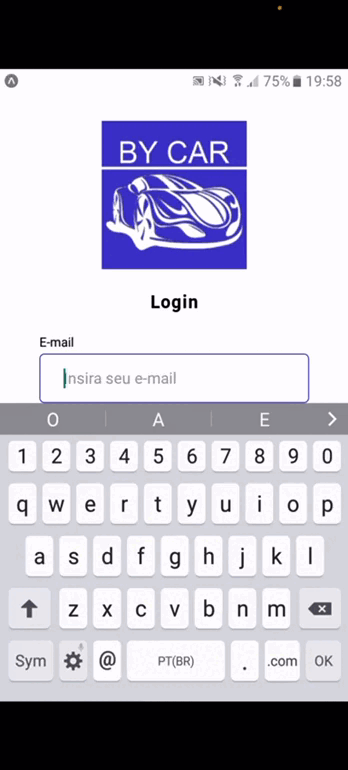 75% 19:58
BY CAR
Login
E-mail
Insira seu e-mail
O A E
1 2 3 4 5 6 7 8 9 0
q w e r t y u i o p
a s d f g h j k l
z x c v b n m
Sym @ PT(BR) . .com OK